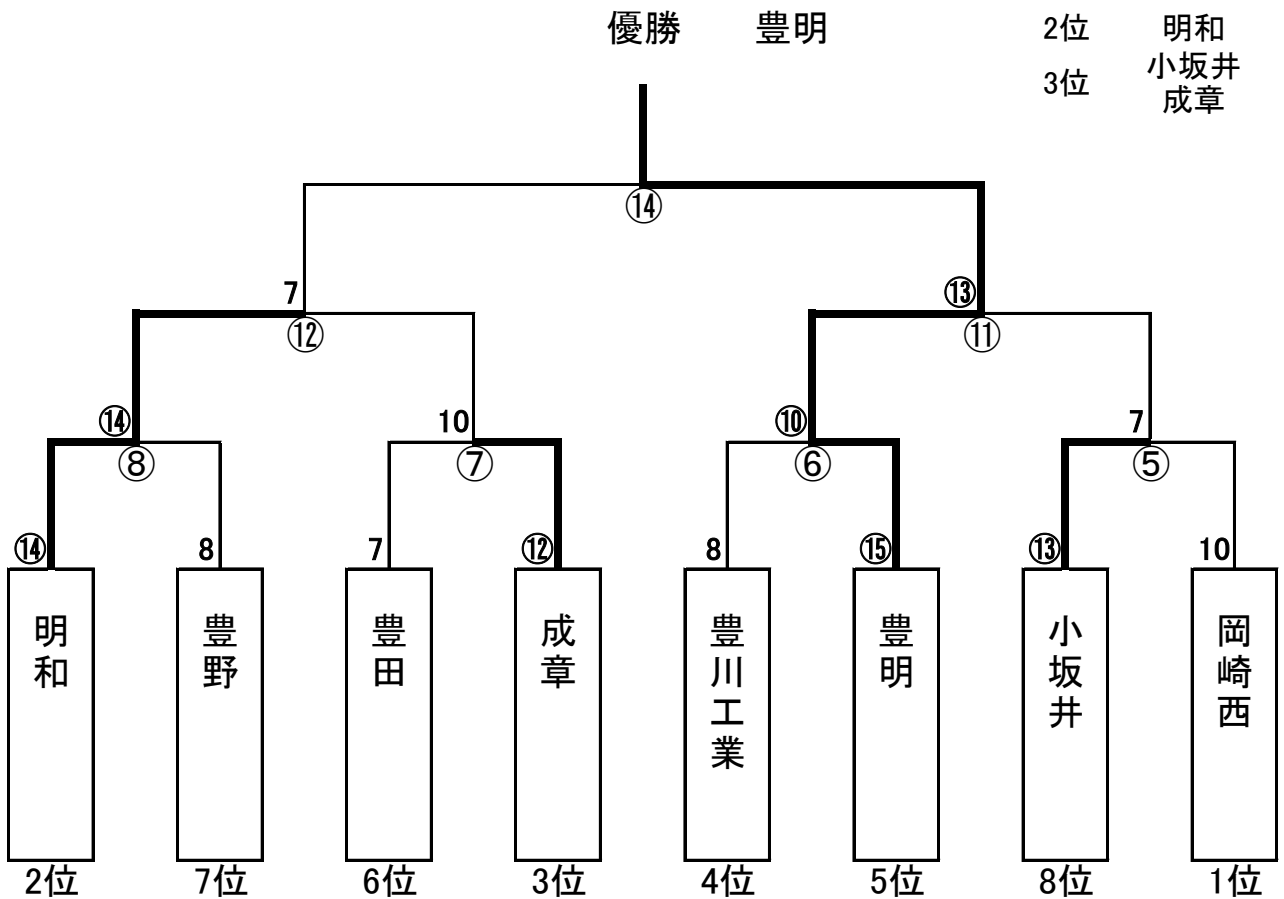 優勝 豊明
2位 明和
3位 小坂井
成章
⑭
7 ⑬
⑫ ⑪
⑭ 10 ⑩ 7
⑧ ⑦ ⑥ ⑤
⑭ 8 7 ⑫ 8 ⑮ ⑬ 10
明和
豊野
豊田
成章
豊川工業
豊明
小坂井
岡崎西
2位 7位 6位 3位 4位 5位 8位 1位